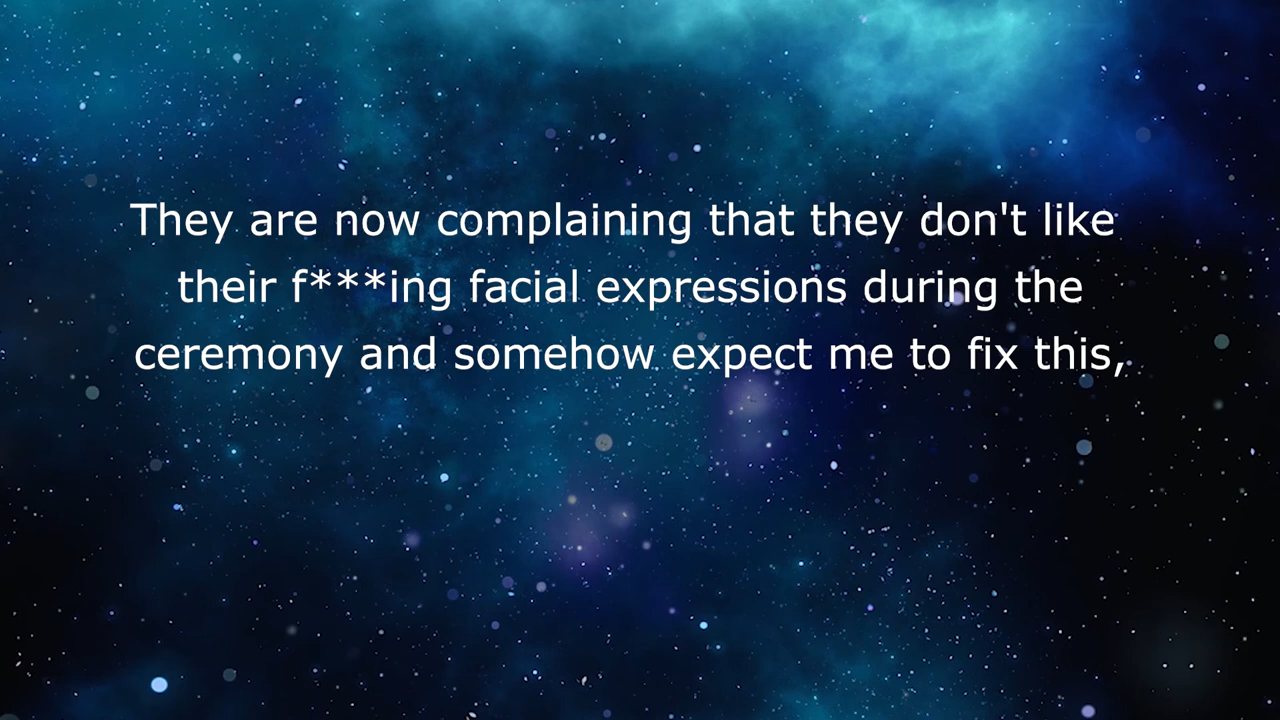 They are now complaining that they don't like
their f***ing facial expressions during the
ceremony and somehow expect me to fix this,